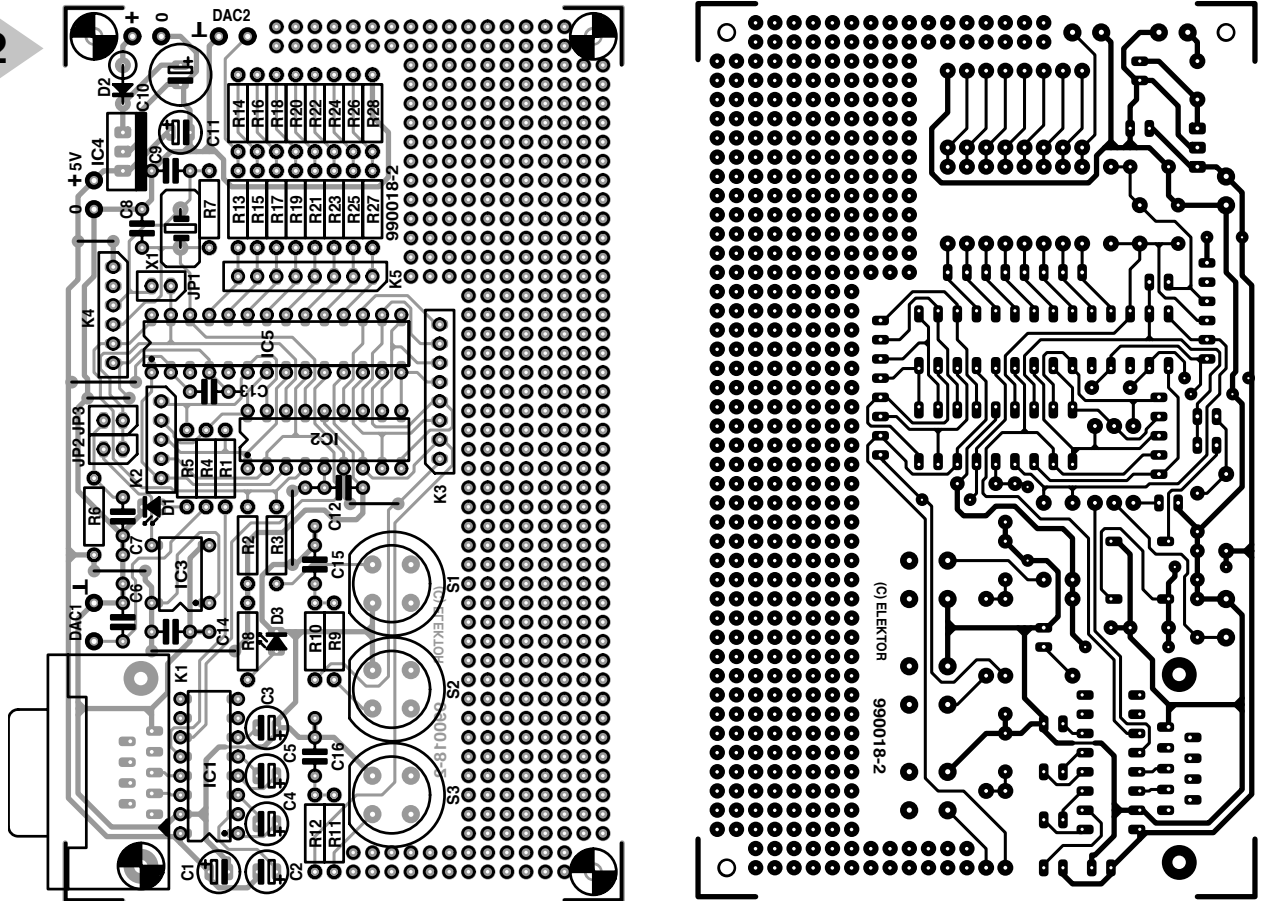 2
+ 0 ⊥ DAC2
D2
C10
R14 R16 R18 R20 R22 R24 R26 R28
C11
IC4
C9
+ 5V
0
C8
R7
R13 R15 R17 R19 R21 R23 R25 R27
990018-2
X1
JP1
K5
K4
IC5
C13
JP3
JP2
IC2
K2
R5 R4 R1
K3
R6
D1
C12
C7
R2 R3
C15
IC3
S1
⊥
DAC1
C6
C14
R8
D3
R10 R9
(C) ELEKTOR
990018-2
K1
C3
S2
IC1
C5
C16
C4
S3
R12 R11
C1
C2
(C) ELEKTOR
990018-2